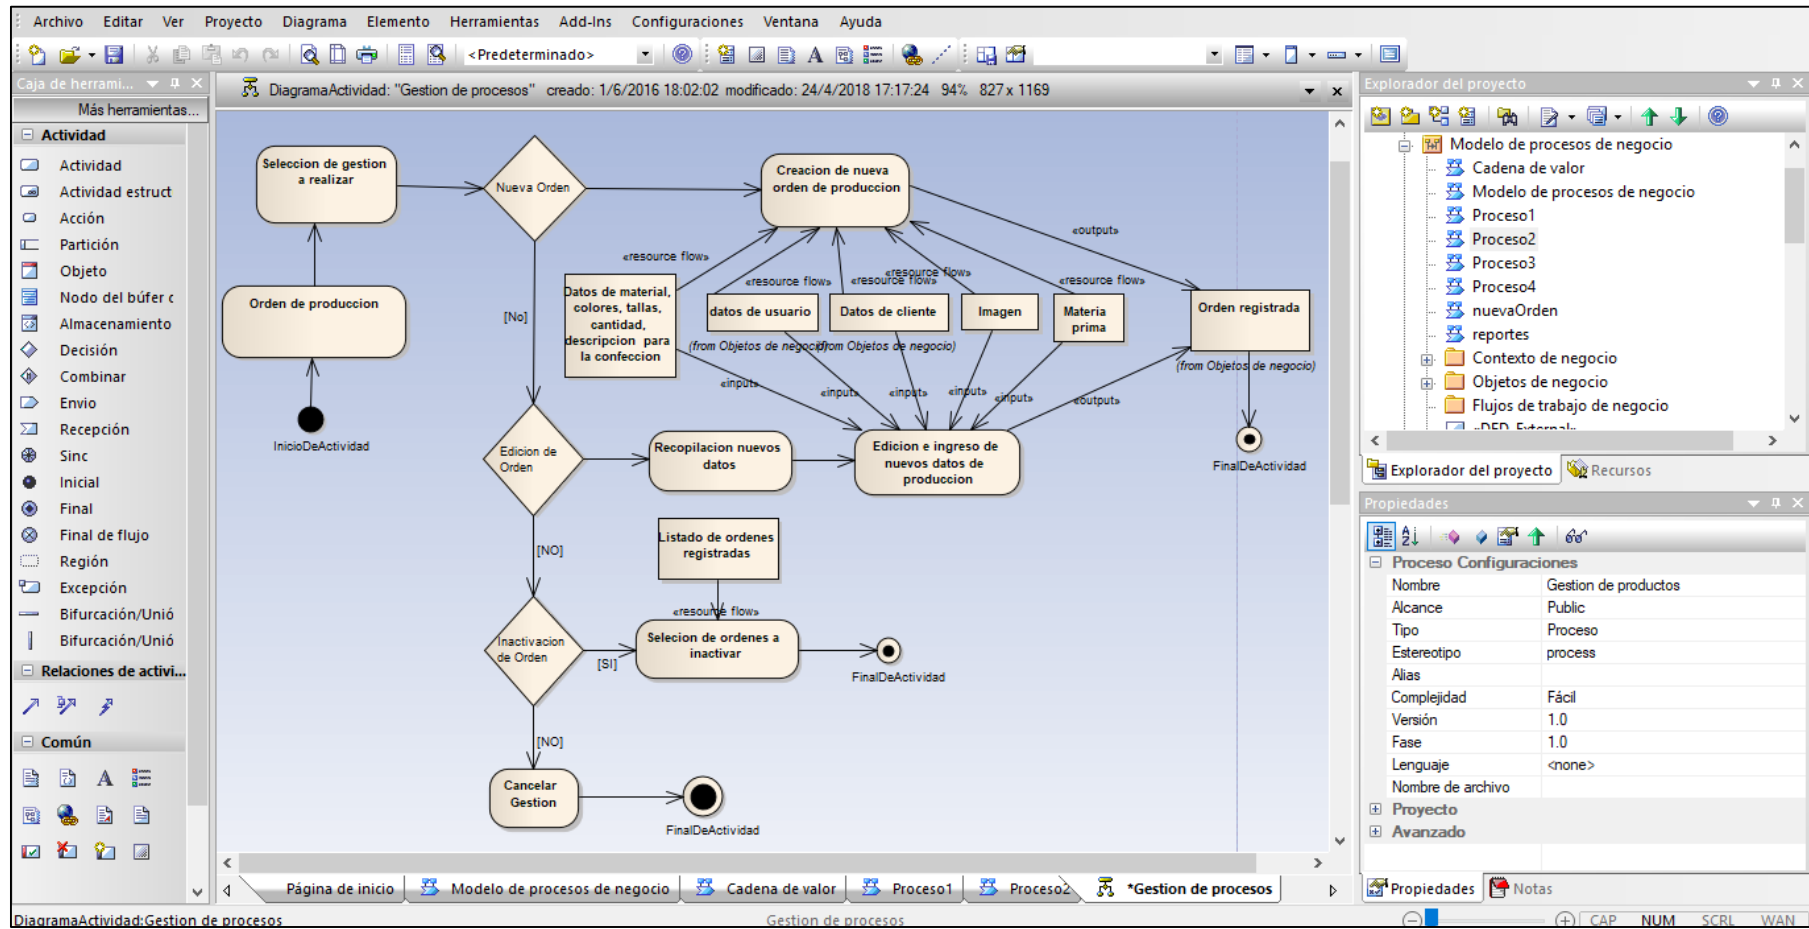 Archivo Editar Ver Proyecto Diagrama Elemento Herramientas Add-Ins Configuraciones Ventana Ayuda
<Predeterminado>
Caja de herrami...
Más herramientas...
Actividad
Actividad
Actividad estruct
Acción
Partición
Objeto
Nodo del búfer c
Almacenamiento
Decisión
Combinar
Envio
Recepción
Sinc
Inicial
Final
Final de flujo
Región
Excepción
Bifurcación/Unió
Bifurcación/Unió
Relaciones de activi...
Común
DiagramaActividad: "Gestion de procesos" creado: 1/6/2016 18:02:02 modificado: 24/4/2018 17:17:24 94% 827 x 1169
Seleccion de gestion
a realizar
Nueva Orden
Creacion de nueva
orden de produccion
«output»
«resource flow»
«resource flow»
«resource flow»
«resource flow»
«resource flow»
Orden de produccion
[No]
Datos de material,
colores, tallas,
cantidad,
descripcion para
la confeccion
datos de usuario
(from Objetos de negocio)
Datos de cliente
(from Objetos de negocio)
Imagen
Materia
prima
Orden registrada
(from Objetos de negocio)
«input»
«input»
«input»
«input»
«input»
«output»
InicioDeActividad
Edicion de
Orden
Recopilacion nuevos
datos
Edicion e ingreso de
nuevos datos de
produccion
FinalDeActividad
[NO]
Listado de ordenes
registradas
«resource flow»
Inactivacion
de Orden
[SI]
Selecion de ordenes a
inactivar
FinalDeActividad
[NO]
Cancelar
Gestion
FinalDeActividad
Página de inicio
Modelo de procesos de negocio
Cadena de valor
Proceso1
Proceso2
*Gestion de procesos
Explorador del proyecto
Modelo de procesos de negocio
Cadena de valor
Modelo de procesos de negocio
Proceso1
Proceso2
Proceso3
Proceso4
nuevaOrden
reportes
Contexto de negocio
Objetos de negocio
Flujos de trabajo de negocio
«DFD_External»
Explorador del proyecto
Recursos
Propiedades
Proceso Configuraciones
Nombre Gestion de productos
Alcance Public
Tipo Proceso
Estereotipo process
Alias
Complejidad Fácil
Versión 1.0
Fase 1.0
Lenguaje <none>
Nombre de archivo
Proyecto
Avanzado
Propiedades
Notas
DiagramaActividad:Gestion de procesos
Gestion de procesos
CAP NUM SCRL WAN